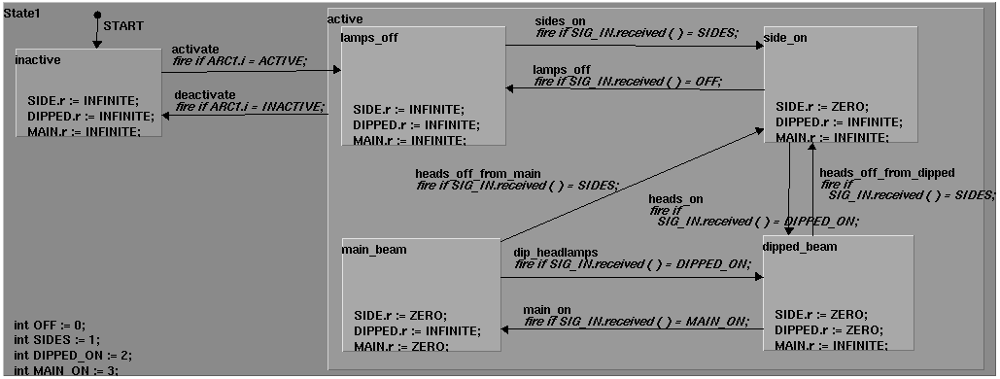 State1
START
inactive
SIDE.r := INFINITE;
DIPPED.r := INFINITE;
MAIN.r := INFINITE;
activate
fire if ARC1.i = ACTIVE;
deactivate
fire if ARC1.i = INACTIVE;
active
lamps_off
SIDE.r := INFINITE;
DIPPED.r := INFINITE;
MAIN.r := INFINITE;
sides_on
fire if SIG_IN.received ( ) = SIDES;
lamps_off
fire if SIG_IN.received ( ) = OFF;
side_on
SIDE.r := ZERO;
DIPPED.r := INFINITE;
MAIN.r := INFINITE;
heads_off_from_main
fire if SIG_IN.received ( ) = SIDES;
heads_on
fire if
SIG_IN.received ( ) = DIPPED_ON;
heads_off_from_dipped
fire if
SIG_IN.received ( ) = SIDES;
main_beam
SIDE.r := ZERO;
DIPPED.r := INFINITE;
MAIN.r := ZERO;
dip_headlamps
fire if SIG_IN.received ( ) = DIPPED_ON;
main_on
fire if SIG_IN.received ( ) = MAIN_ON;
dipped_beam
SIDE.r := ZERO;
DIPPED.r := ZERO;
MAIN.r := INFINITE;
int OFF := 0;
int SIDES := 1;
int DIPPED_ON := 2;
int MAIN_ON := 3;